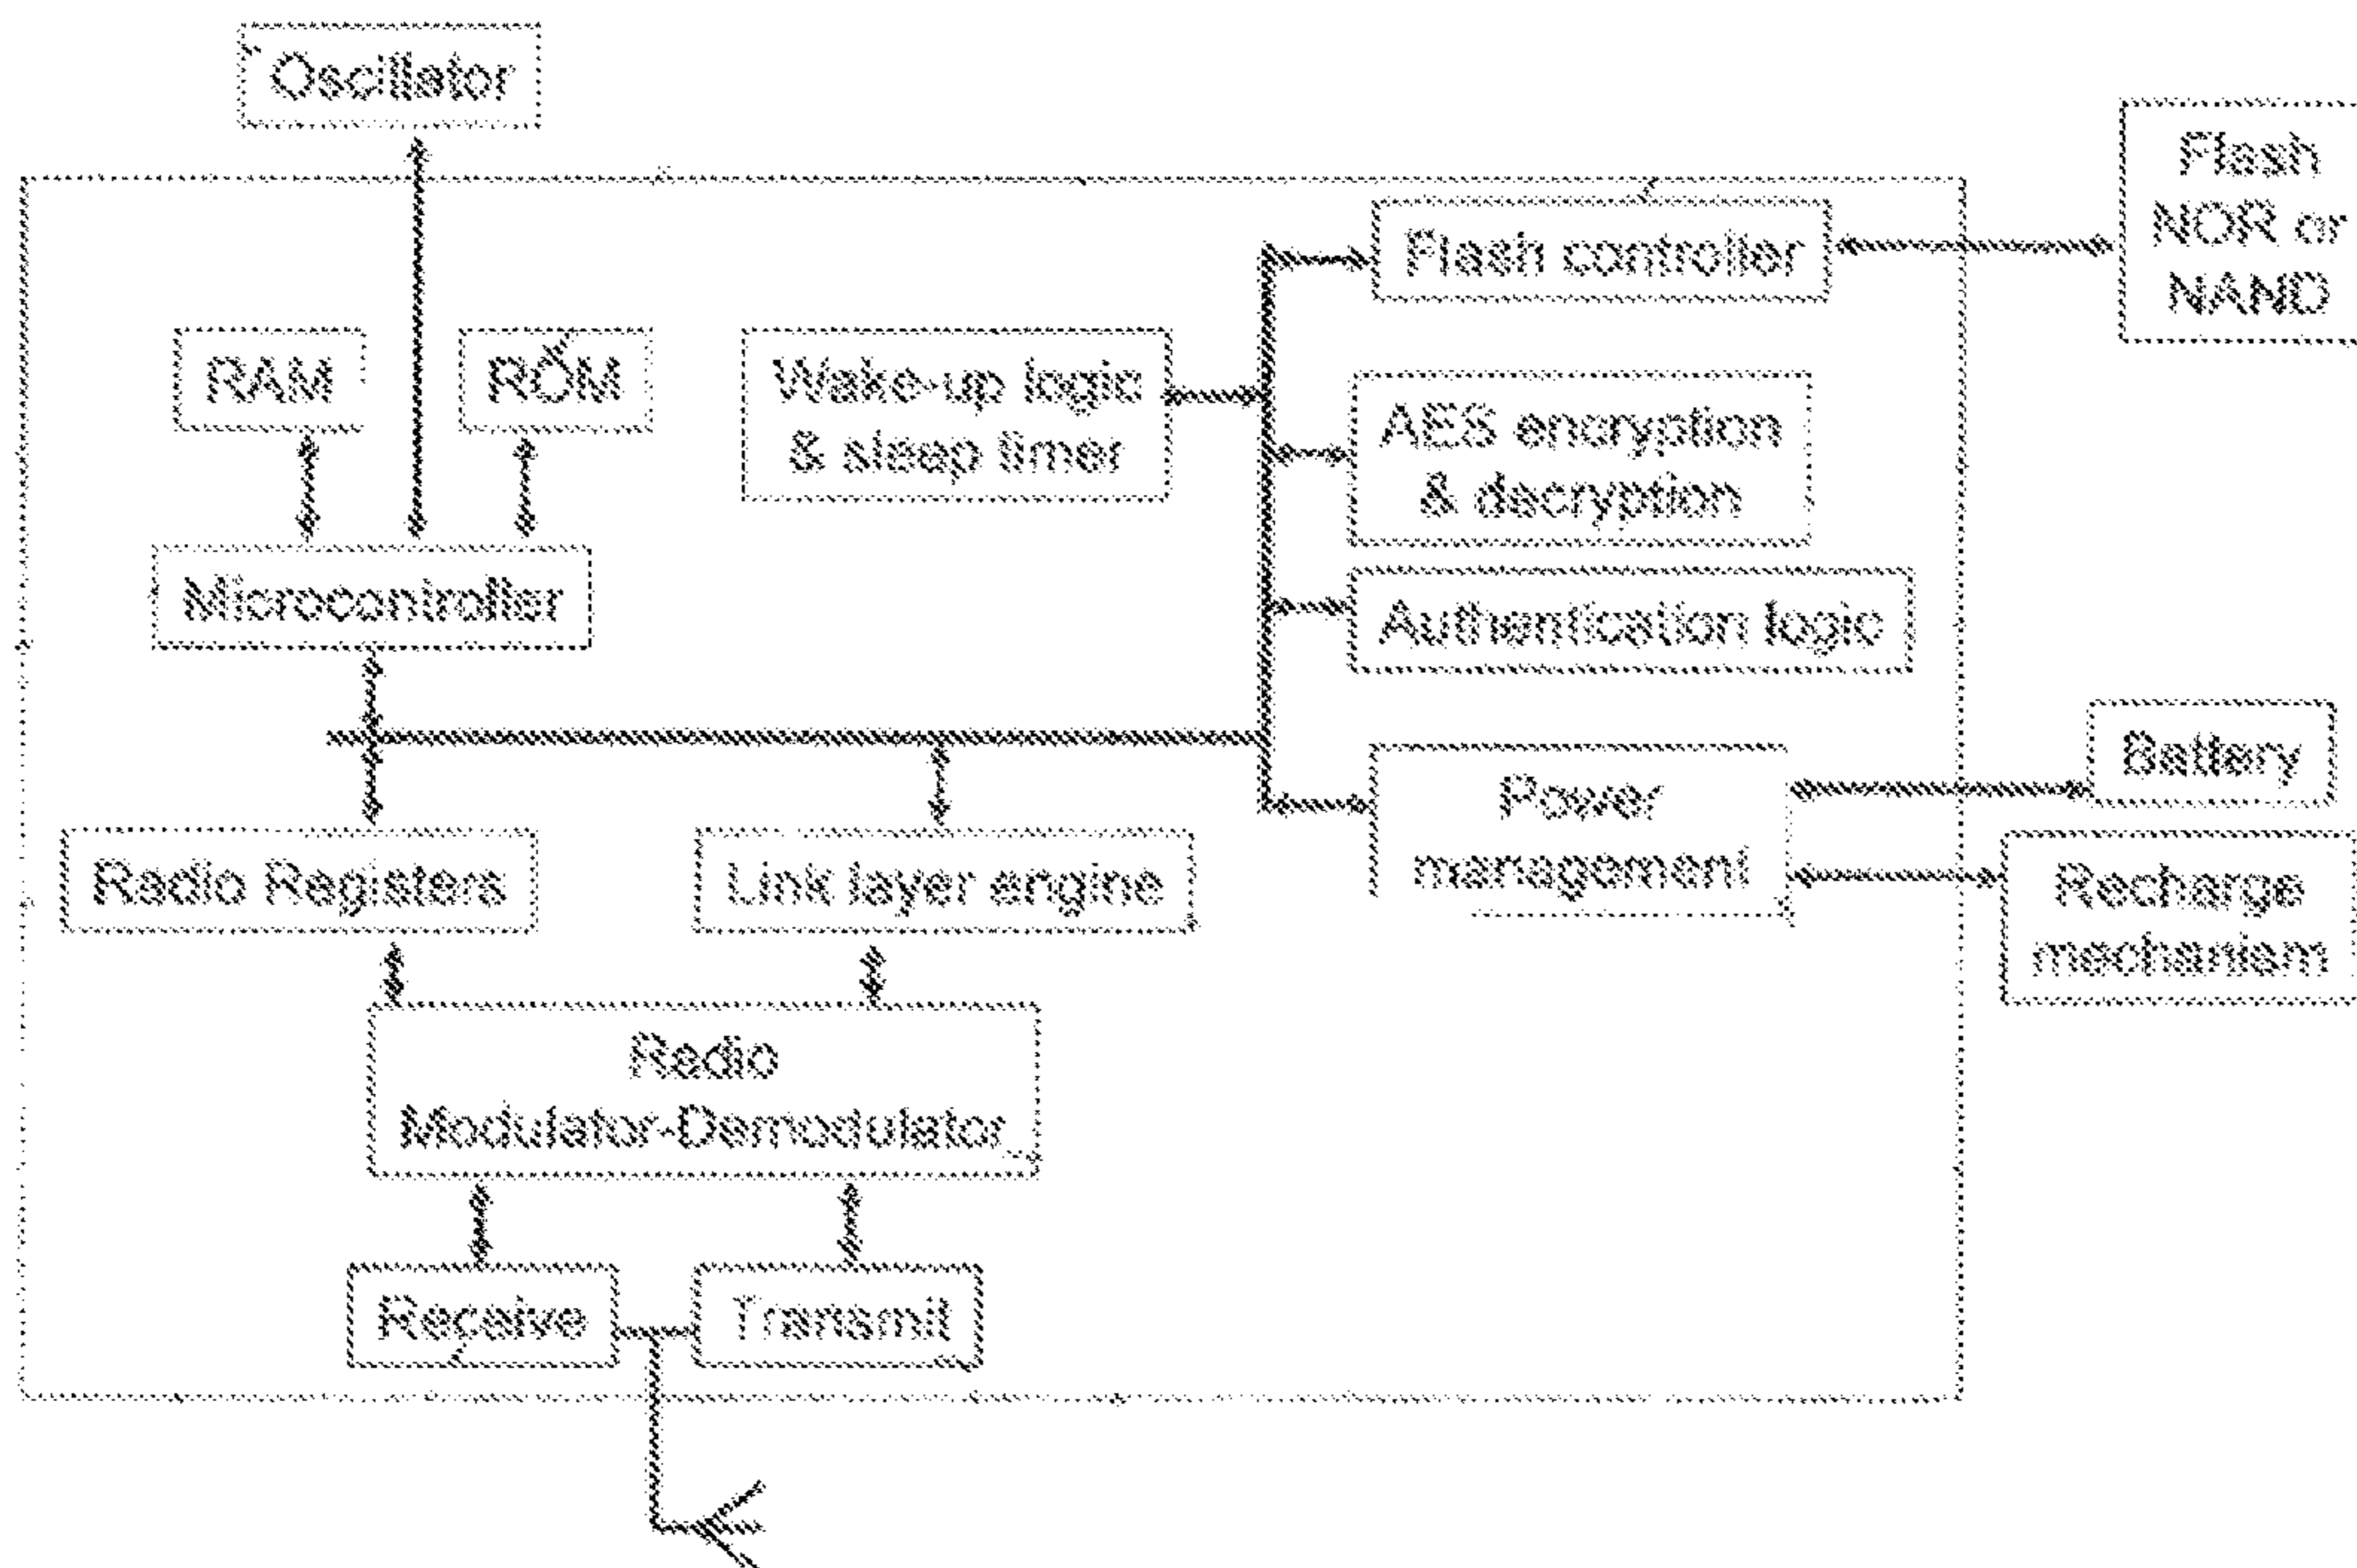 Oscillator
Flash
NOR or
NAND
Flash controller
RAM
ROM
Wake-up logic
& sleep timer
AES encryption
& decryption
Microcontroller
Authentication logic
Battery
Power
management
Radio Registers
Link layer engine
Recharge
mechanism
Radio
Modulator-Demodulator
Receive
Transmit